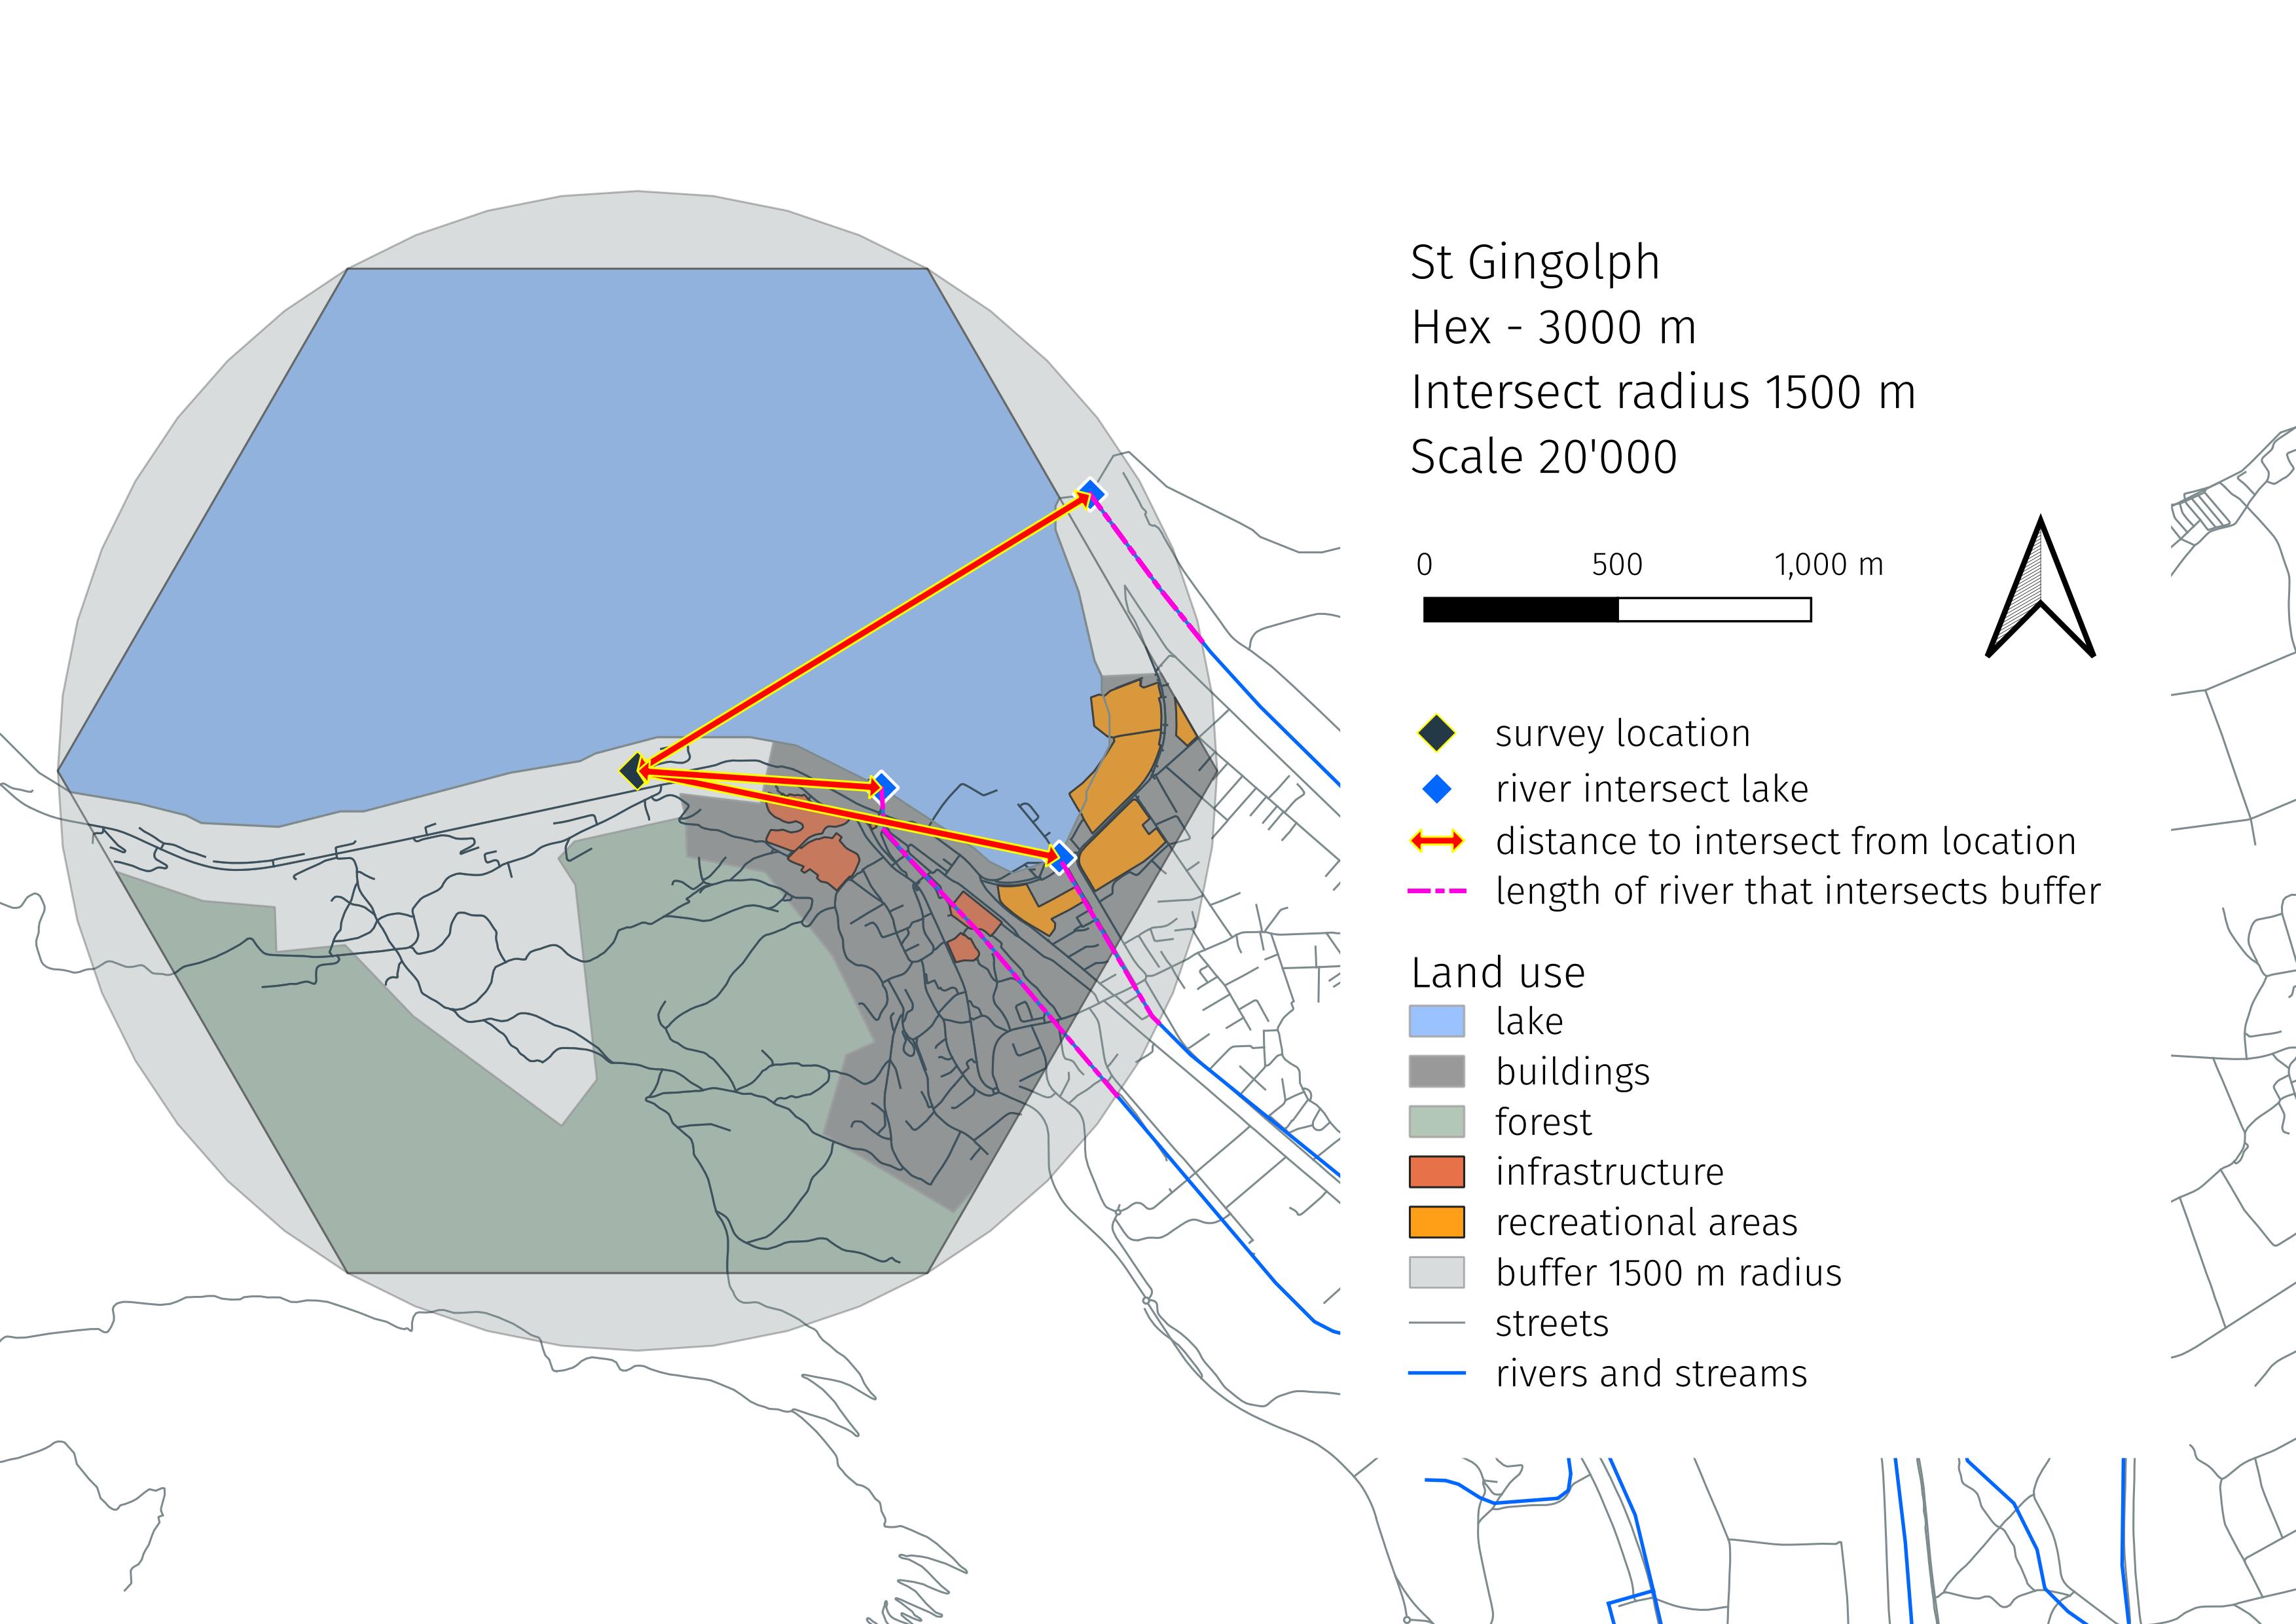 St Gingolph
Hex - 3000 m
Intersect radius 1500 m
Scale 20'000
0 500 1,000 m
survey location
river intersect lake
distance to intersect from location
length of river that intersects buffer
Land use
lake
buildings
forest
infrastructure
recreational areas
buffer 1500 m radius
streets
rivers and streams